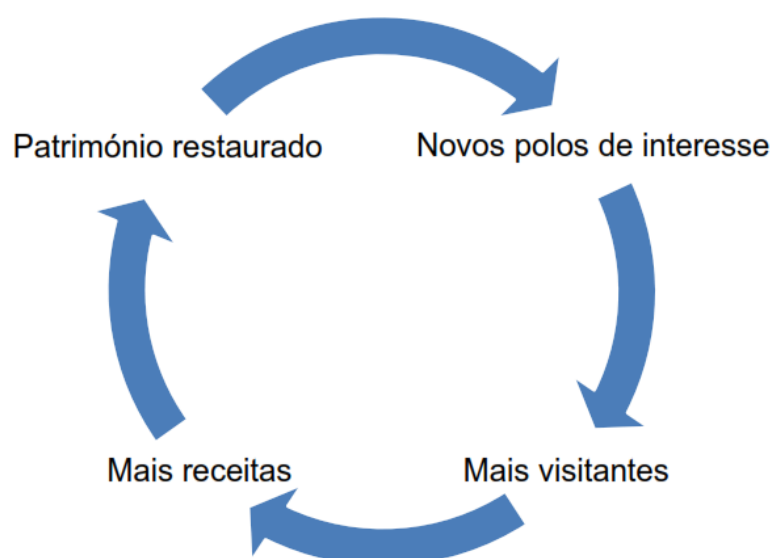 Património restaurado
Novos polos de interesse
Mais receitas
Mais visitantes